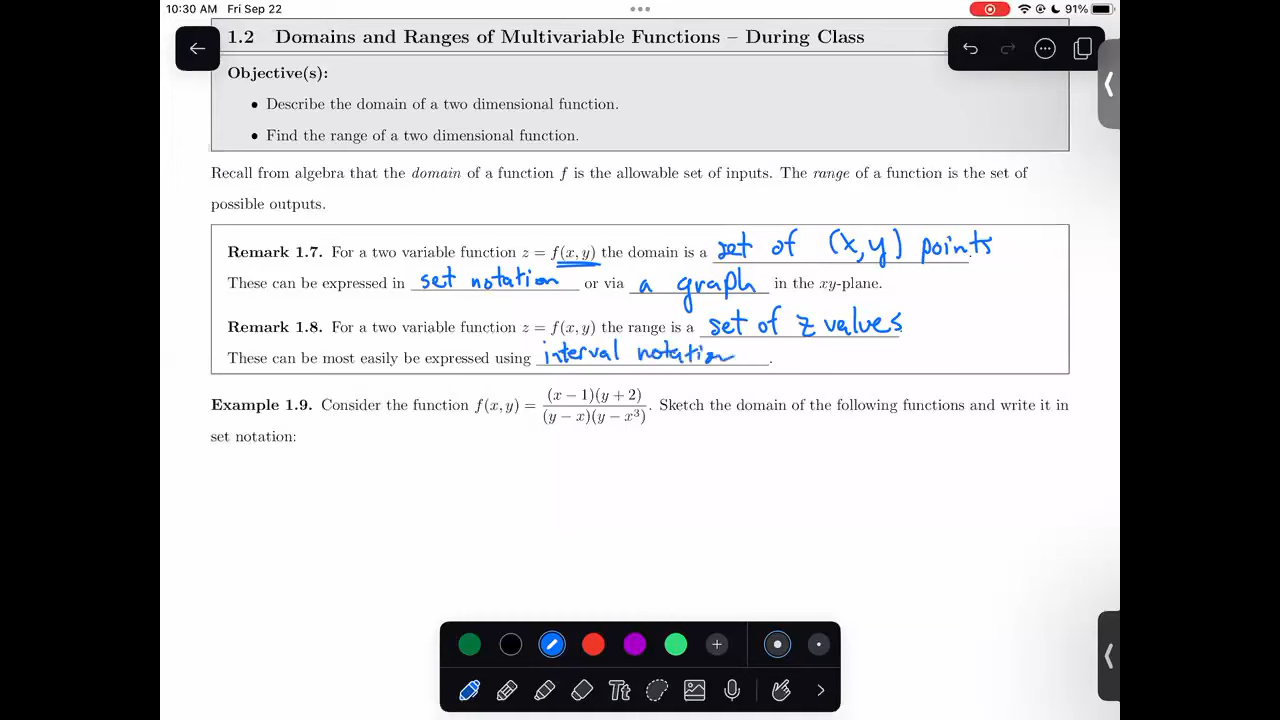 10:30 AM Fri Sep 22 91%
1.2 Domains and Ranges of Multivariable Functions – During Class
Objective(s):
• Describe the domain of a two dimensional function.
• Find the range of a two dimensional function.
Recall from algebra that the domain of a function f is the allowable set of inputs. The range of a function is the set of
possible outputs.
Remark 1.7. For a two variable function z = f(x, y) the domain is a set of (x,y) points.
These can be expressed in set notation or via a graph in the xy-plane.
Remark 1.8. For a two variable function z = f(x, y) the range is a set of z values.
These can be most easily be expressed using interval notation.
Example 1.9. Consider the function f(x, y) = (x − 1)(y + 2) / (y − x)(y − x³). Sketch the domain of the following functions and write it in
set notation:
Tt